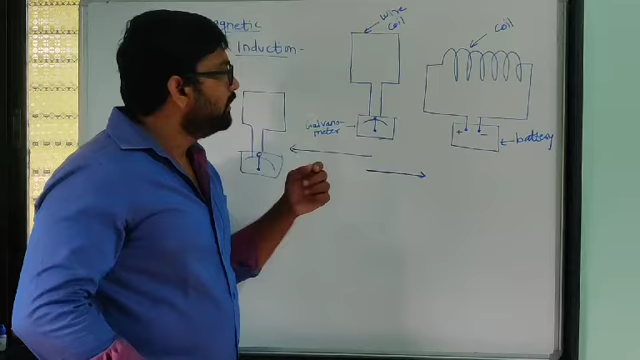 gnetic
Induction-
wire
coil
coil
Galvano-
meter
battery
+ -